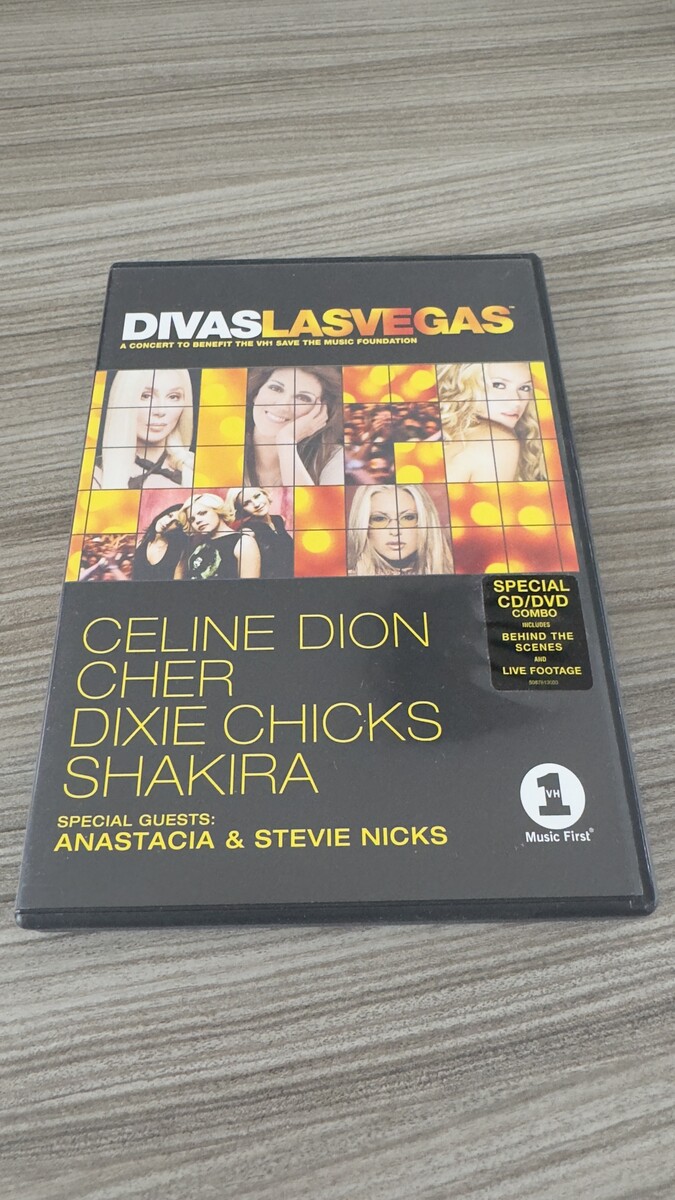 DIVASLASVEGAS™
A CONCERT TO BENEFIT THE VH1 SAVE THE MUSIC FOUNDATION
SPECIAL
CD/DVD
COMBO
INCLUDES
BEHIND THE
SCENES
AND
LIVE FOOTAGE
CELINE DION
CHER
DIXIE CHICKS
SHAKIRA
SPECIAL GUESTS:
ANASTACIA & STEVIE NICKS
VH1
Music First®